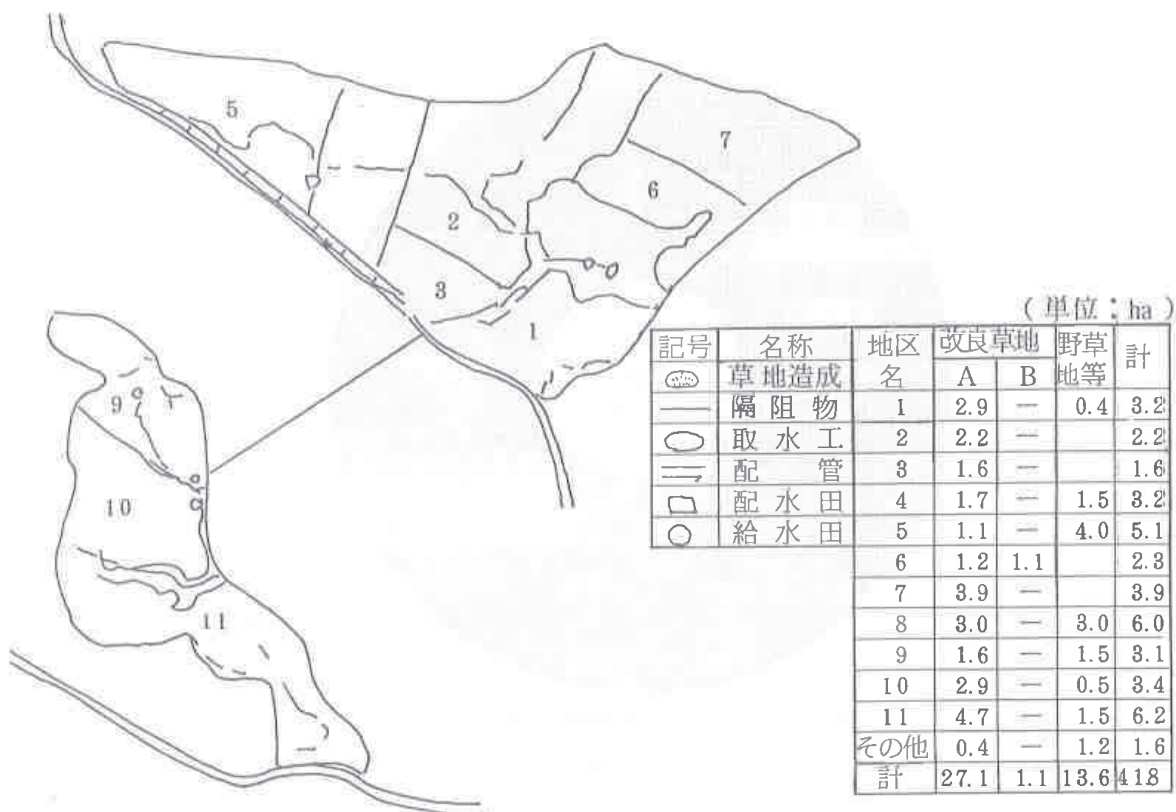 5
7
6
2
3
1
9
10
11
(単位:ha)
記号 名称 地区名 改良草地 野草地等 計
草地造成 A B
隔阻物 1 2.9 — 0.4 3.2
取水工 2 2.2 — 2.2
配管 3 1.6 — 1.6
配水田 4 1.7 — 1.5 3.2
給水田 5 1.1 — 4.0 5.1
6 1.2 1.1 2.3
7 3.9 — 3.9
8 3.0 — 3.0 6.0
9 1.6 — 1.5 3.1
10 2.9 — 0.5 3.4
11 4.7 — 1.5 6.2
その他 0.4 — 1.2 1.6
計 27.1 1.1 13.6 41.8